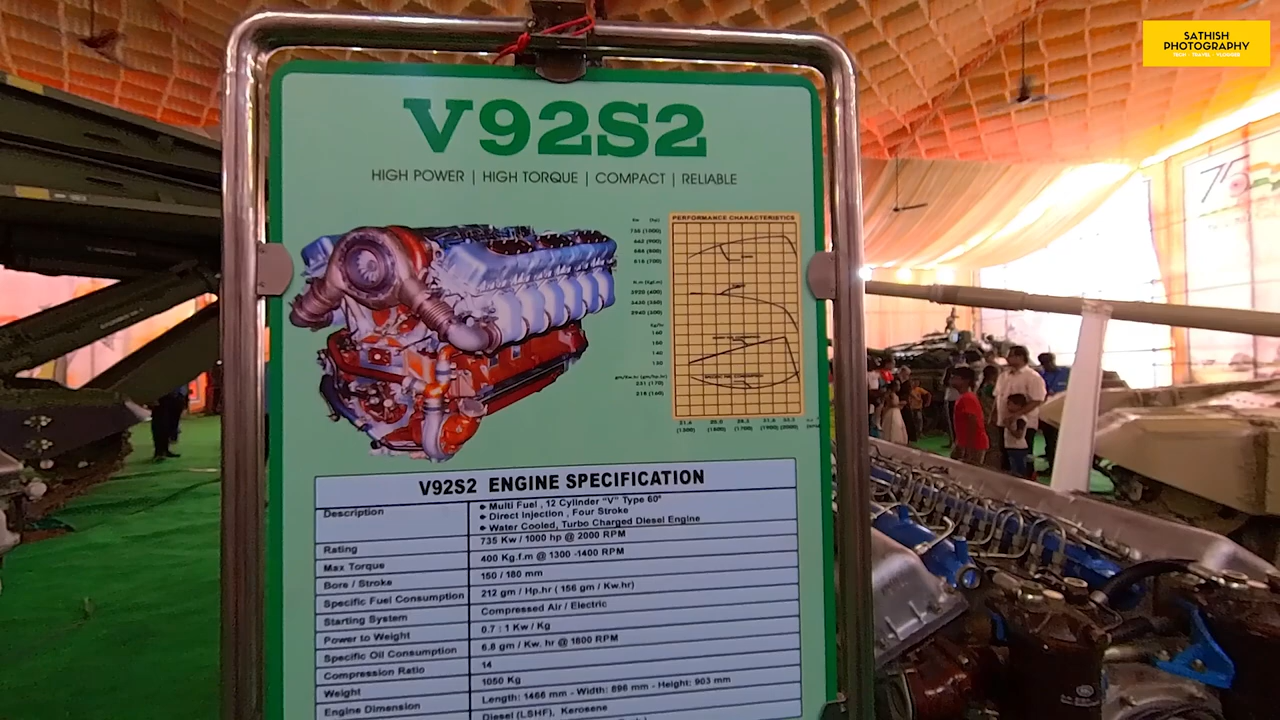 SATHISH
PHOTOGRAPHY
TECH - TRAVEL - VLOGGER
V92S2
HIGH POWER | HIGH TORQUE | COMPACT | RELIABLE
PERFORMANCE CHARACTERISTICS
75
V92S2 ENGINE SPECIFICATION
Description
Multi Fuel , 12 Cylinder "V" Type 60°
Direct Injection , Four Stroke
Water Cooled, Turbo Charged Diesel Engine
Rating 735 Kw / 1000 hp @ 2000 RPM
Max Torque 400 Kg.f.m @ 1300 -1400 RPM
Bore / Stroke 150 / 180 mm
Specific Fuel Consumption 212 gm / Hp.hr ( 156 gm / Kw.hr)
Starting System Compressed Air / Electric
Power to Weight 0.7 : 1 Kw / Kg
Specific Oil Consumption 6.8 gm / Kw. hr @ 1800 RPM
Compression Ratio 14
Weight 1050 Kg
Engine Dimension Length: 1466 mm - Width: 896 mm - Height: 903 mm
Diesel (LSHF), Kerosene